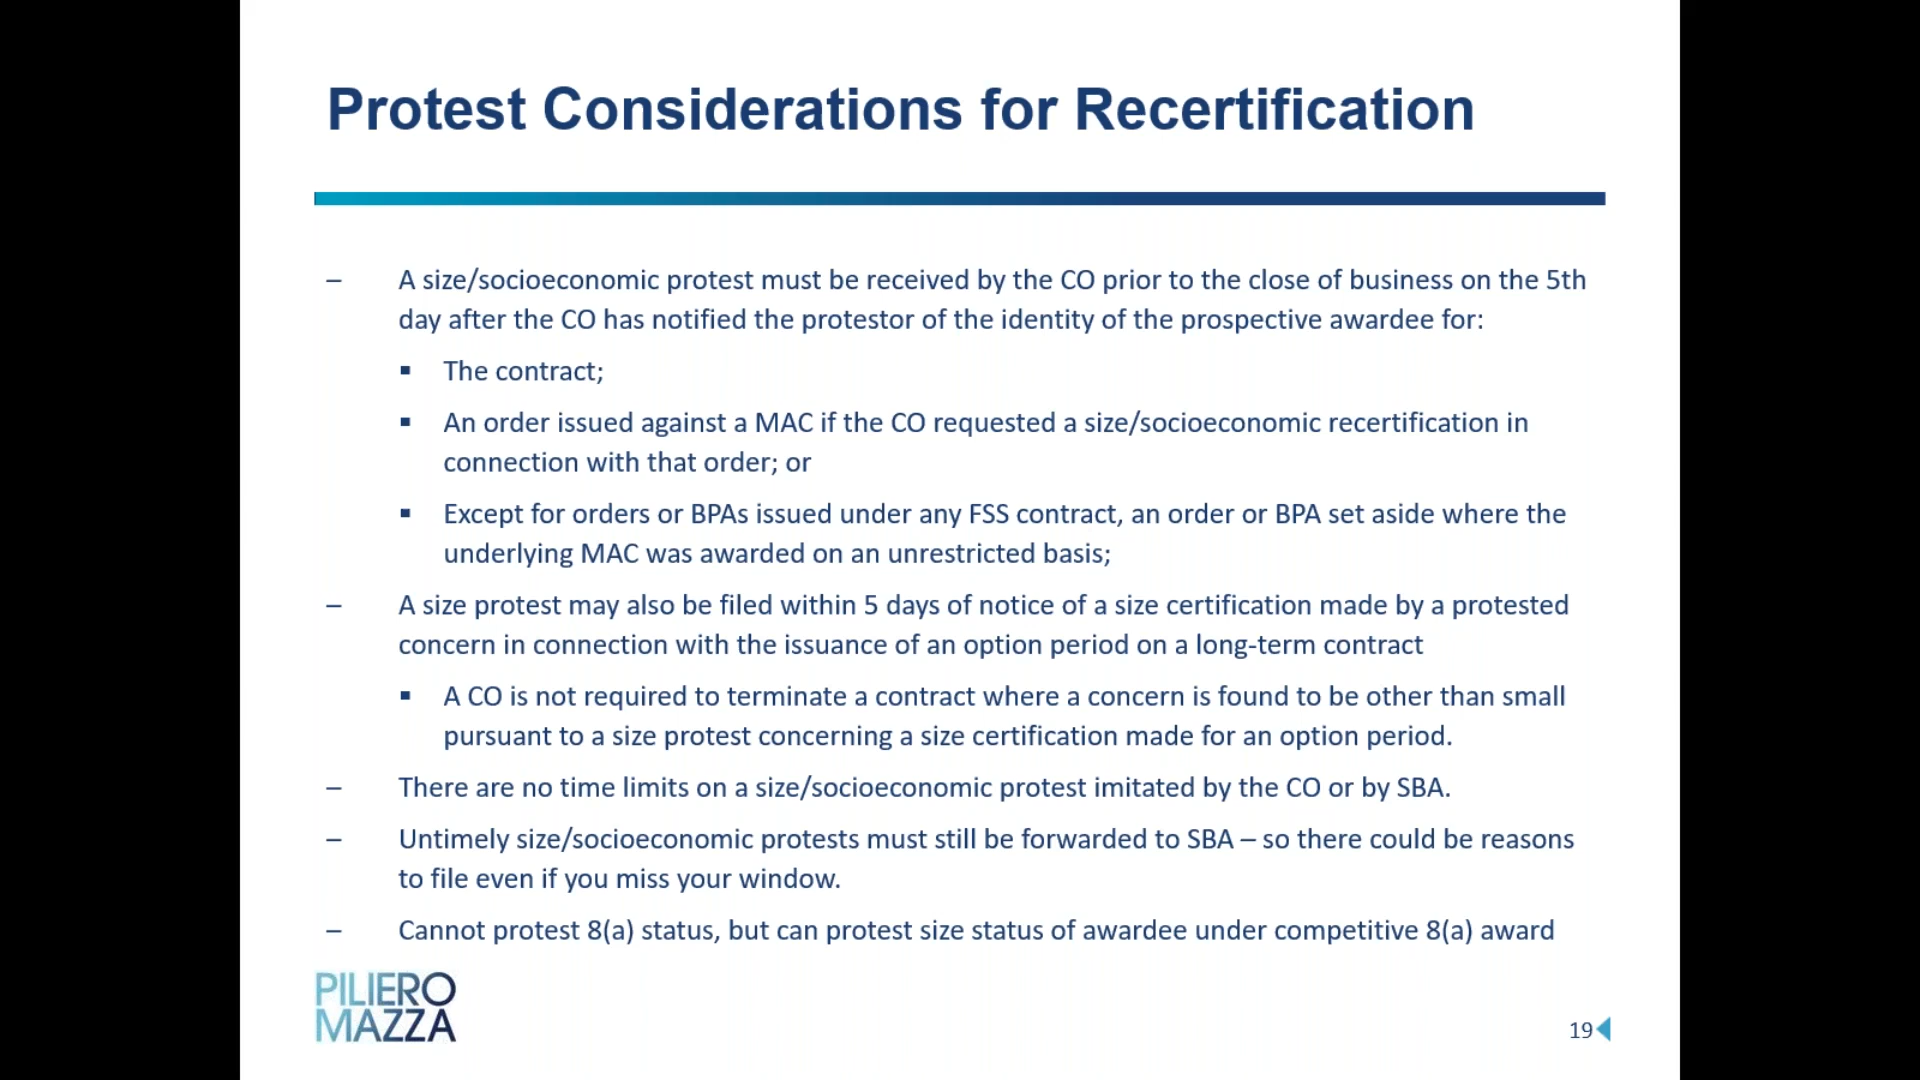 Protest Considerations for Recertification
– A size/socioeconomic protest must be received by the CO prior to the close of business on the 5th
day after the CO has notified the protestor of the identity of the prospective awardee for:
▪ The contract;
▪ An order issued against a MAC if the CO requested a size/socioeconomic recertification in
connection with that order; or
▪ Except for orders or BPAs issued under any FSS contract, an order or BPA set aside where the
underlying MAC was awarded on an unrestricted basis;
– A size protest may also be filed within 5 days of notice of a size certification made by a protested
concern in connection with the issuance of an option period on a long-term contract
▪ A CO is not required to terminate a contract where a concern is found to be other than small
pursuant to a size protest concerning a size certification made for an option period.
– There are no time limits on a size/socioeconomic protest imitated by the CO or by SBA.
– Untimely size/socioeconomic protests must still be forwarded to SBA – so there could be reasons
to file even if you miss your window.
– Cannot protest 8(a) status, but can protest size status of awardee under competitive 8(a) award
PILIERO
MAZZA
19